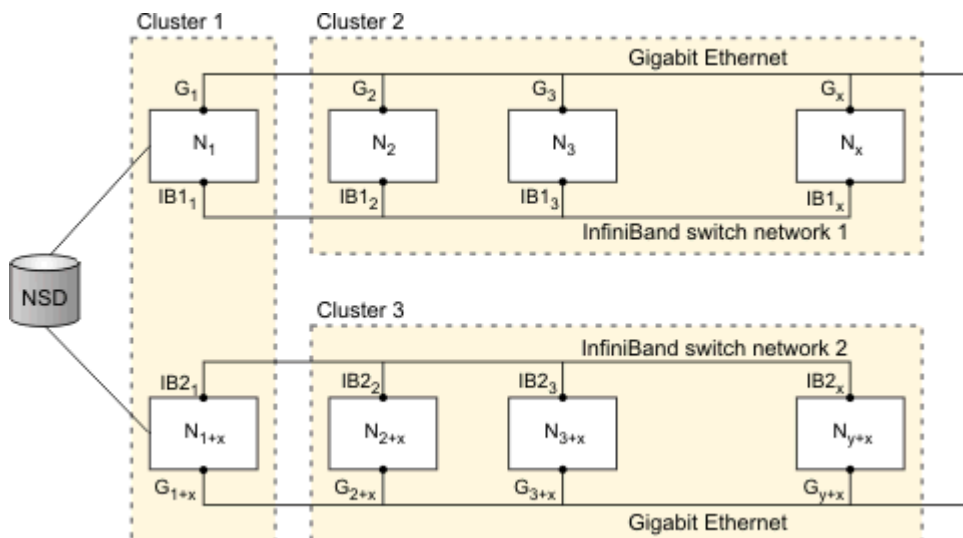 Cluster 1
Cluster 2
Gigabit Ethernet
G₁
G₂
G₃
Gₓ
N₁
N₂
N₃
Nₓ
IB1₁
IB1₂
IB1₃
IB1ₓ
InfiniBand switch network 1
NSD
Cluster 3
InfiniBand switch network 2
IB2₁
IB2₂
IB2₃
IB2ₓ
N₁₊ₓ
N₂₊ₓ
N₃₊ₓ
Ny+x
G₁₊ₓ
G₂₊ₓ
G₃₊ₓ
Gy+x
Gigabit Ethernet